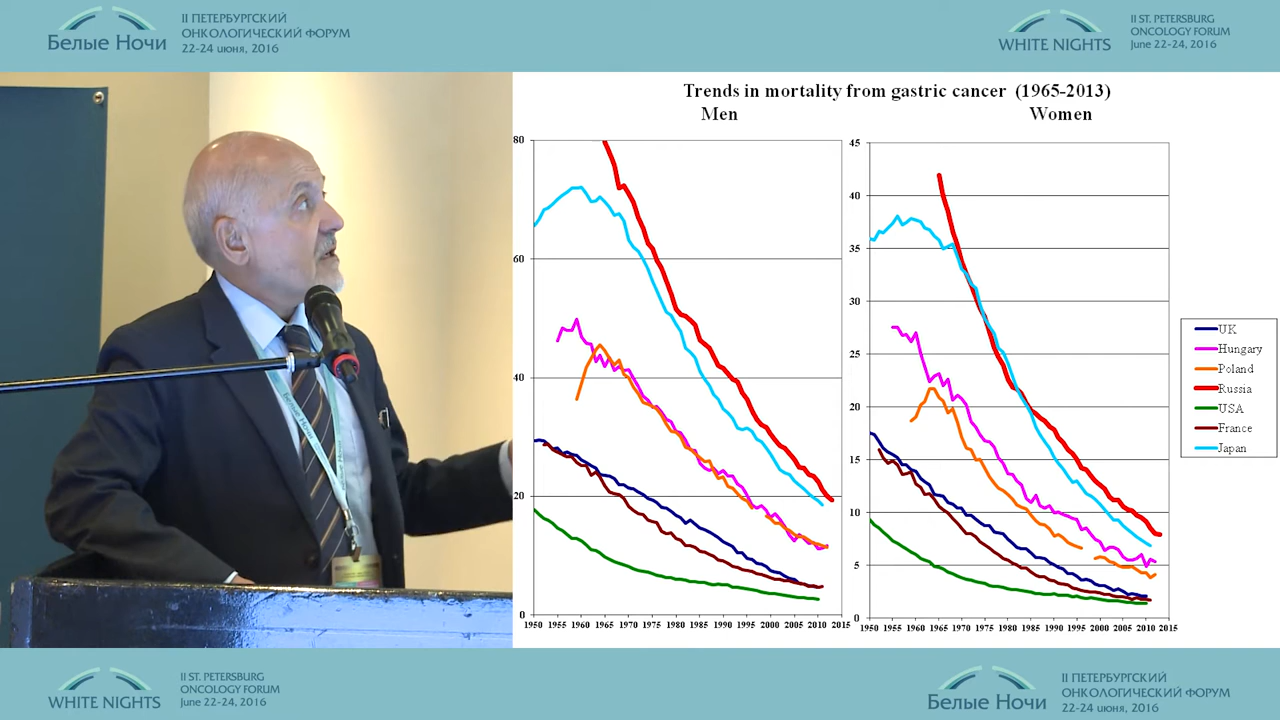 Белые Ночи
II ПЕТЕРБУРГСКИЙ
ОНКОЛОГИЧЕСКИЙ ФОРУМ
22-24 июня, 2016
WHITE NIGHTS
II ST. PETERSBURG
ONCOLOGY FORUM
June 22-24, 2016
Trends in mortality from gastric cancer (1965-2013)
Men
Women
80
60
40
20
0
1950 1955 1960 1965 1970 1975 1980 1985 1990 1995 2000 2005 2010 2015
45
40
35
30
25
20
15
10
5
0
1950 1955 1960 1965 1970 1975 1980 1985 1990 1995 2000 2005 2010 2015
UK
Hungary
Poland
Russia
USA
France
Japan
Белые Ночи
WHITE NIGHTS
II ST. PETERSBURG
ONCOLOGY FORUM
June 22-24, 2016
Белые Ночи
II ПЕТЕРБУРГСКИЙ
ОНКОЛОГИЧЕСКИЙ ФОРУМ
22-24 июня, 2016